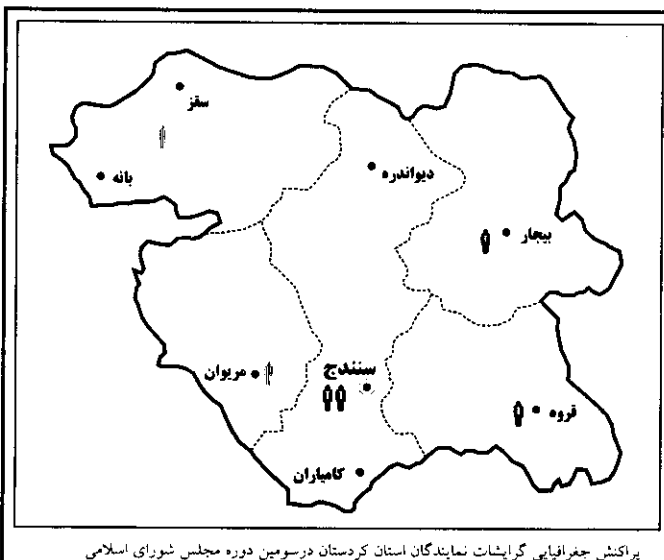 سقز
بانه
دیواندره
بیجار
مریوان
سنندج
قروه
کامیاران
پراکنش جغرافیایی گرایشات نمایندگان استان کردستان درسومین دوره مجلس شورای اسلامی